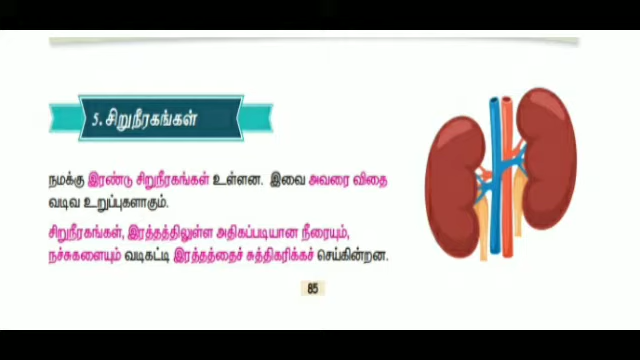 5. சிறுநீரகங்கள்
நமக்கு இரண்டு சிறுநீரகங்கள் உள்ளன. இவை அவரை விதை
வடிவ உறுப்புகளாகும்.
சிறுநீரகங்கள், இரத்தத்திலுள்ள அதிகப்படியான நீரையும்,
நச்சுகளையும் வடிகட்டி இரத்தத்தைச் சுத்திகரிக்கச் செய்கின்றன.
85